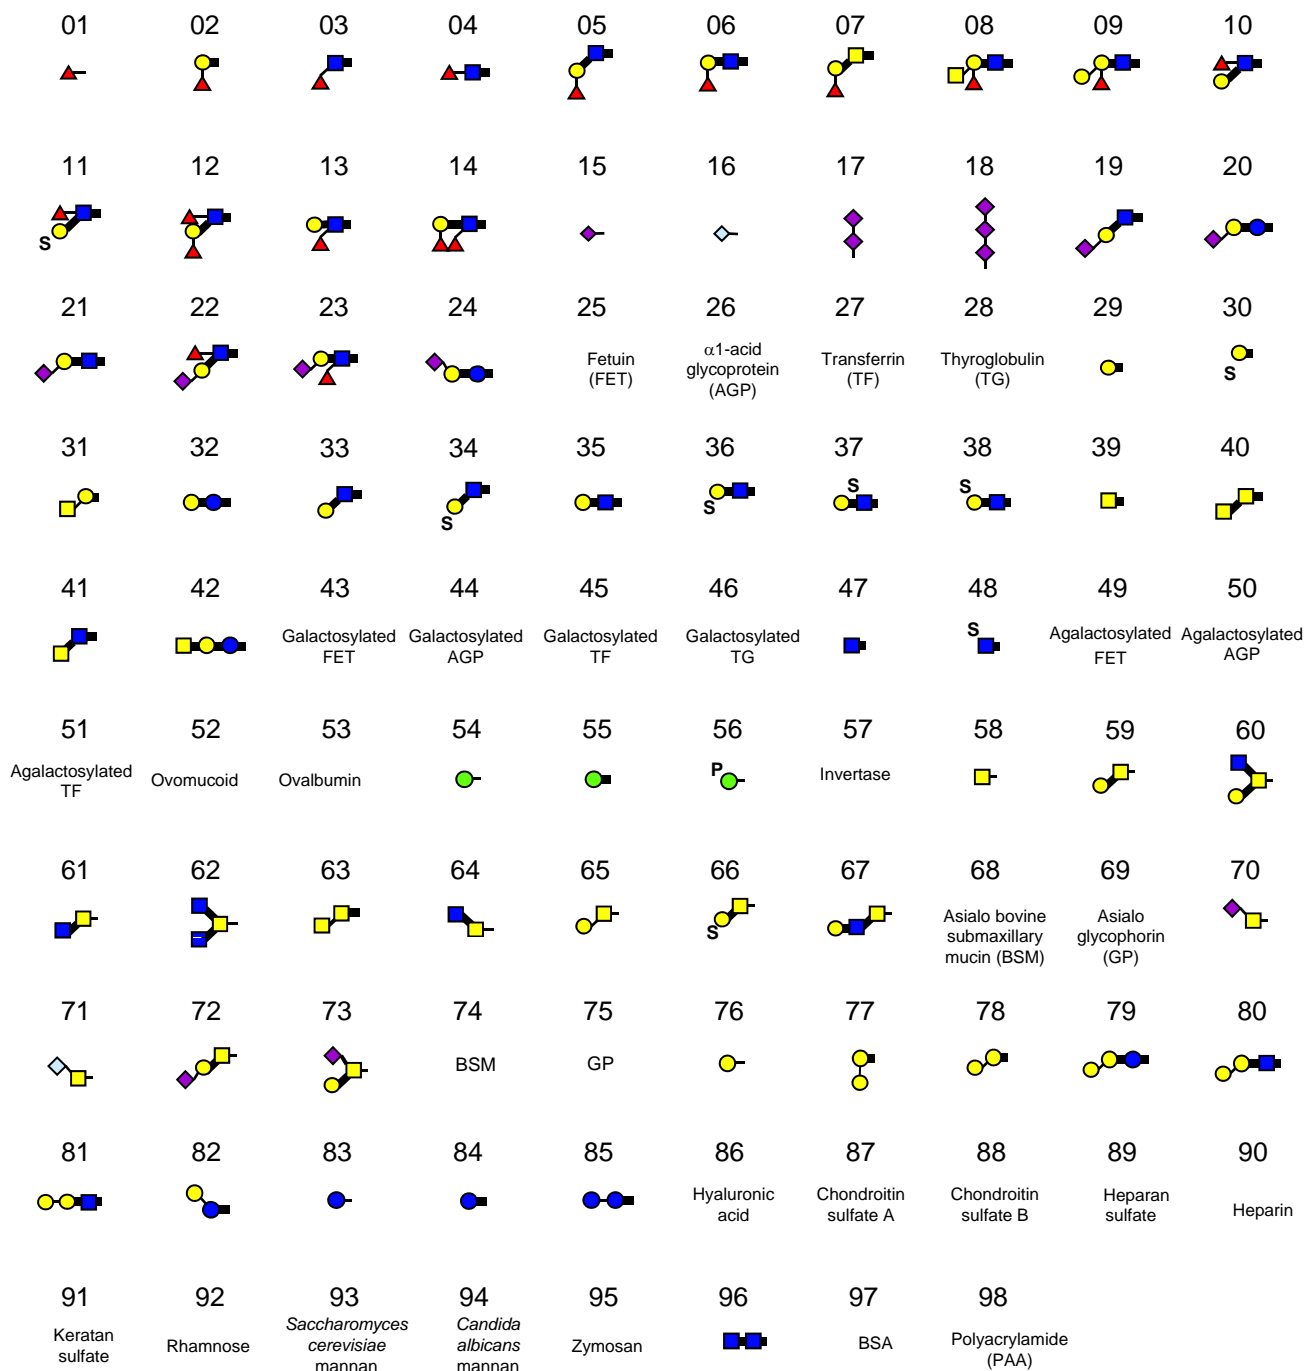 01 02 03 04 05 06 07 08 09 10
11 12 13 14 15 16 17 18 19 20
S
21 22 23 24 25 26 27 28 29 30
Fetuin
(FET)
α1-acid
glycoprotein
(AGP)
Transferrin
(TF)
Thyroglobulin
(TG)
S
31 32 33 34 35 36 37 38 39 40
S S S S
41 42 43 44 45 46 47 48 49 50
Galactosylated
FET
Galactosylated
AGP
Galactosylated
TF
Galactosylated
TG
S
Agalactosylated
FET
Agalactosylated
AGP
51 52 53 54 55 56 57 58 59 60
Agalactosylated
TF
Ovomucoid
Ovalbumin
P
Invertase
61 62 63 64 65 66 67 68 69 70
S
Asialo bovine
submaxillary
mucin (BSM)
Asialo
glycophorin
(GP)
71 72 73 74 75 76 77 78 79 80
BSM
GP
81 82 83 84 85 86 87 88 89 90
Hyaluronic
acid
Chondroitin
sulfate A
Chondroitin
sulfate B
Heparan
sulfate
Heparin
91 92 93 94 95 96 97 98
Keratan
sulfate
Rhamnose
Saccharomyces
cerevisiae
mannan
Candida
albicans
mannan
Zymosan
BSA
Polyacrylamide
(PAA)